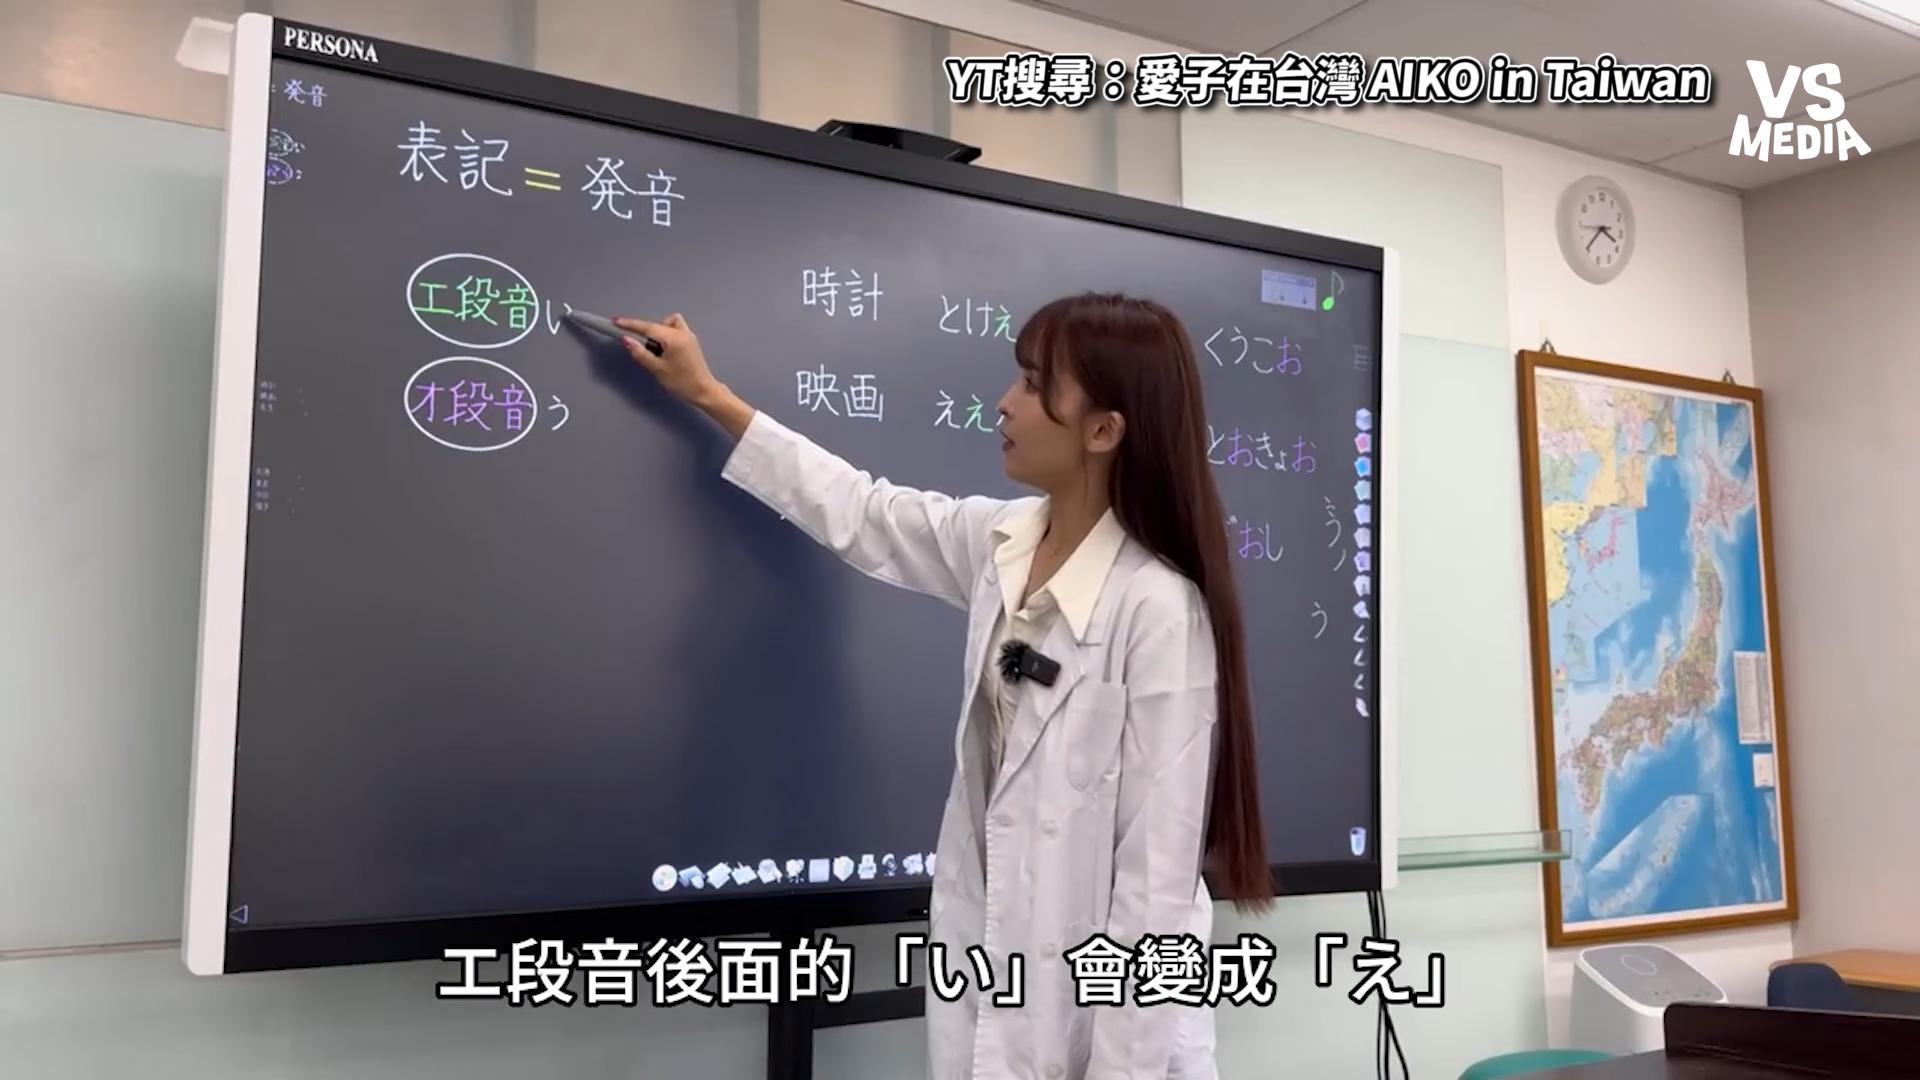 PERSONA
YT搜尋：愛子在台灣 AIKO in Taiwan
VS
MEDIA
発音
表記＝発音
エ段音い
オ段音う
時計 とけえ
映画 ええ
くうこお
とおきょお
おし
う
エ段音後面的「い」會變成「え」